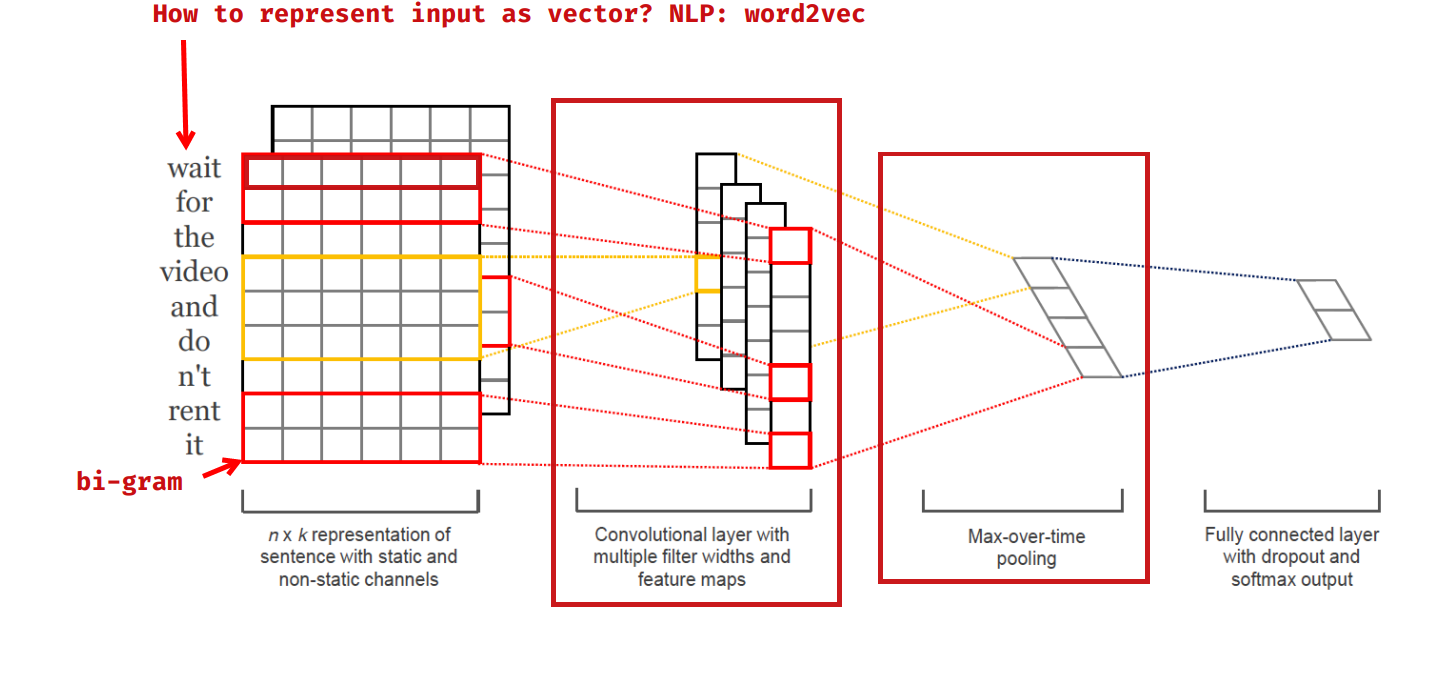 How to represent input as vector? NLP: word2vec
wait
for
the
video
and
do
n't
rent
it
bi-gram
n x k representation of
sentence with static and
non-static channels
Convolutional layer with
multiple filter widths and
feature maps
Max-over-time
pooling
Fully connected layer
with dropout and
softmax output